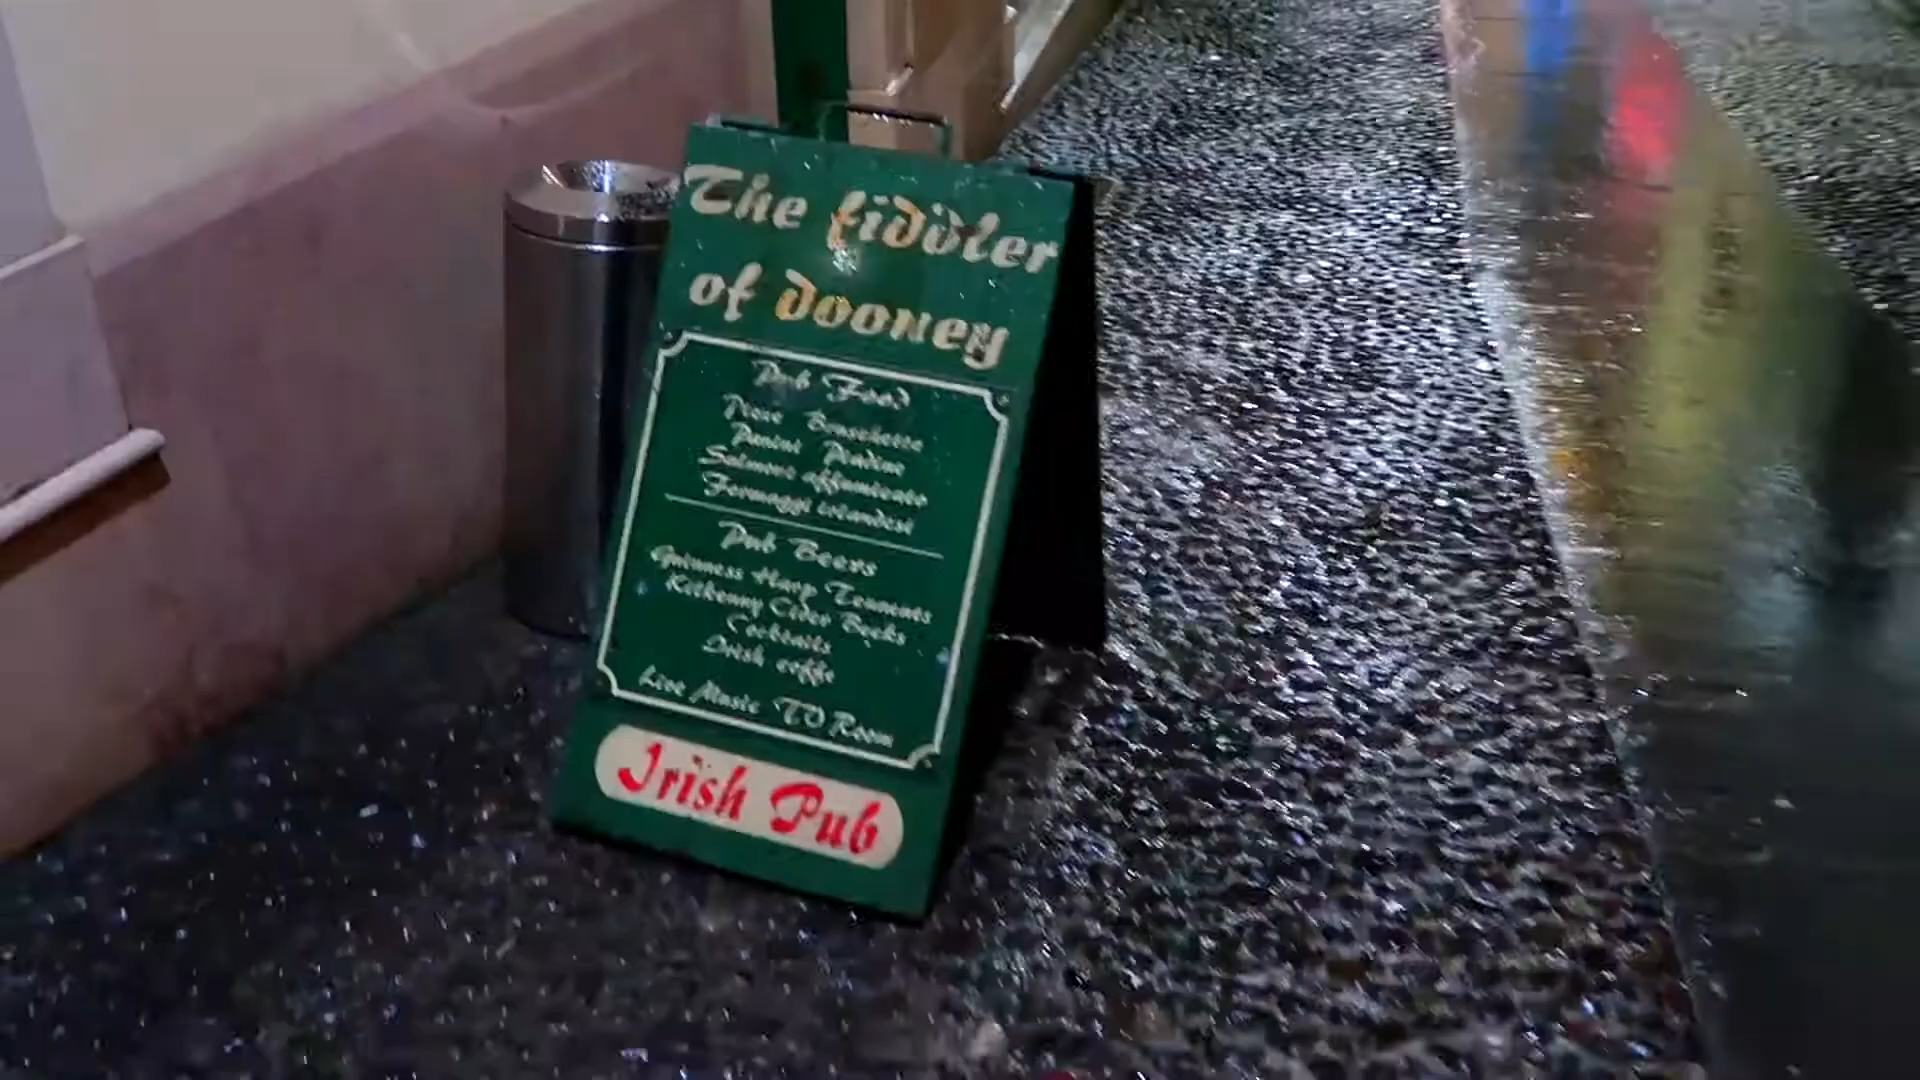 The fiddler
of dooney
Pub Food
Pizze Bruschette
Panini Piadine
Salmone affumicato
Formaggi irlandesi
Pub Beers
Guinness Harp Tennents
Kilkenny Cider Becks
Cocktails
Irish coffe
Live Music TV Room
Irish Pub